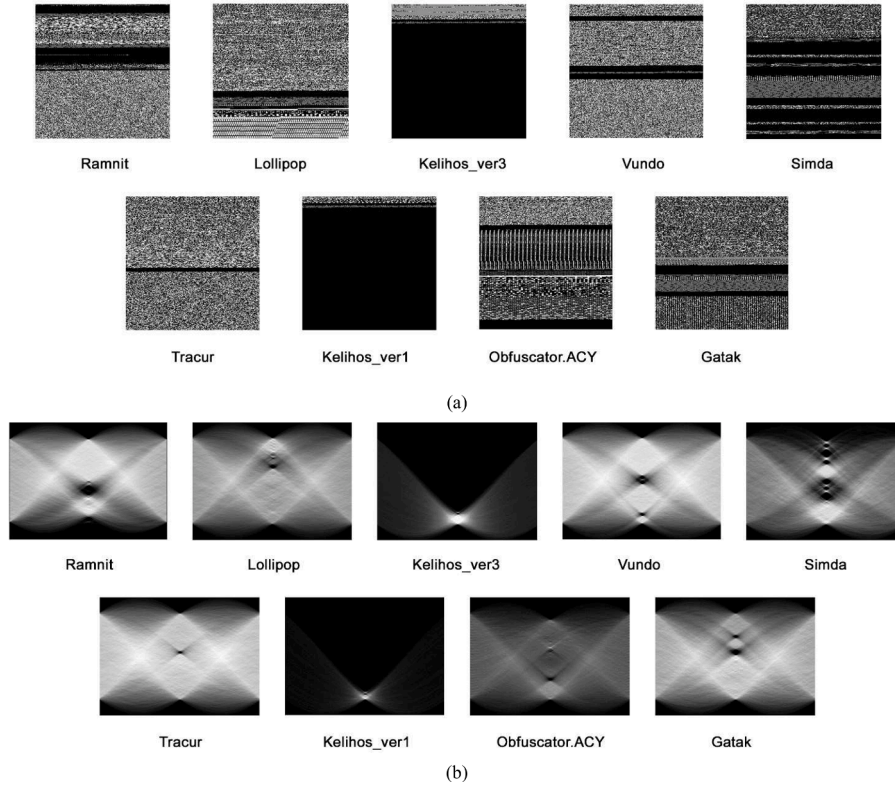 Ramnit Lollipop Kelihos_ver3 Vundo Simda
Tracur Kelihos_ver1 Obfuscator.ACY Gatak
(a)
Ramnit Lollipop Kelihos_ver3 Vundo Simda
Tracur Kelihos_ver1 Obfuscator.ACY Gatak
(b)